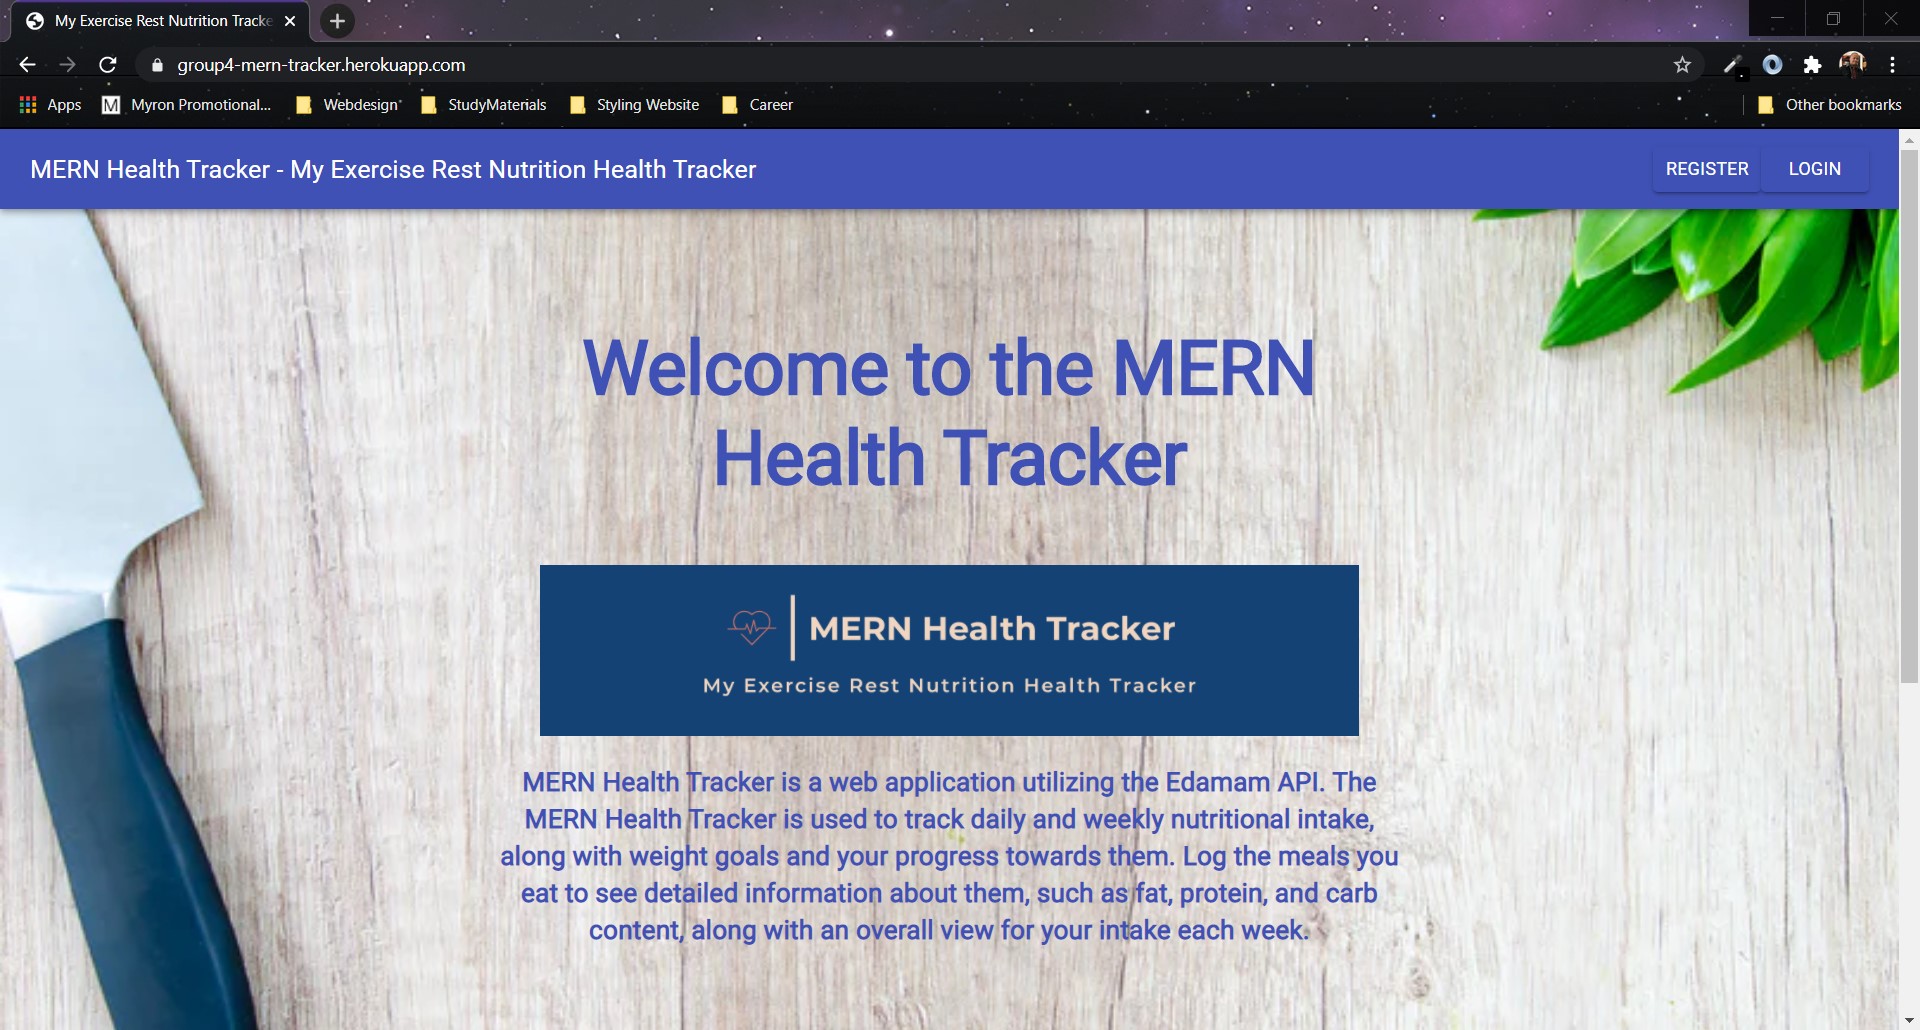 My Exercise Rest Nutrition Tracke
group4-mern-tracker.herokuapp.com
Apps
M Myron Promotional...
Webdesign
StudyMaterials
Styling Website
Career
Other bookmarks
MERN Health Tracker - My Exercise Rest Nutrition Health Tracker
REGISTER
LOGIN
Welcome to the MERN
Health Tracker
MERN Health Tracker
My Exercise Rest Nutrition Health Tracker
MERN Health Tracker is a web application utilizing the Edamam API. The
MERN Health Tracker is used to track daily and weekly nutritional intake,
along with weight goals and your progress towards them. Log the meals you
eat to see detailed information about them, such as fat, protein, and carb
content, along with an overall view for your intake each week.